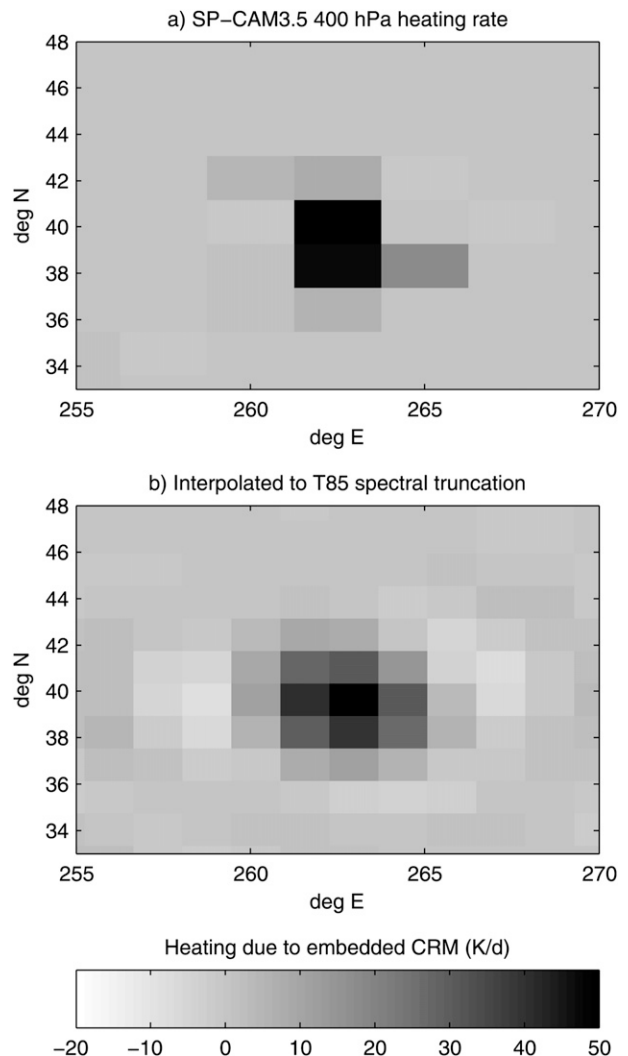 a) SP−CAM3.5 400 hPa heating rate
48
46
44
42
40
38
36
34
deg N
255 260 265 270
deg E
b) Interpolated to T85 spectral truncation
48
46
44
42
40
38
36
34
deg N
255 260 265 270
deg E
Heating due to embedded CRM (K/d)
−20 −10 0 10 20 30 40 50